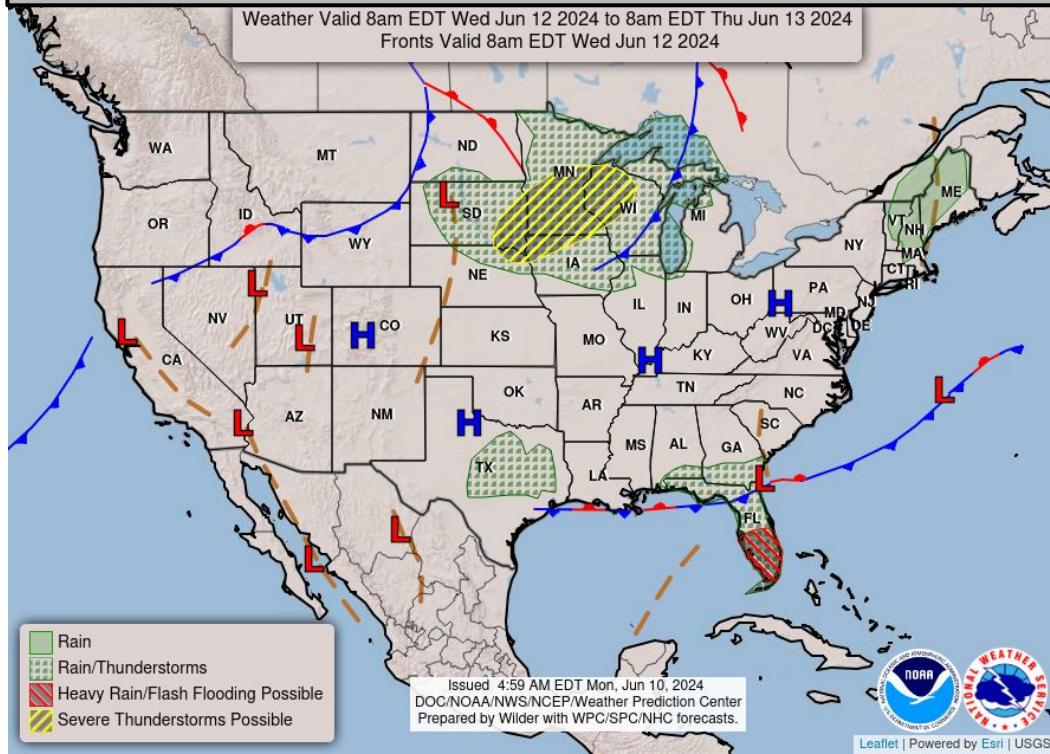 Weather Valid 8am EDT Wed Jun 12 2024 to 8am EDT Thu Jun 13 2024
Fronts Valid 8am EDT Wed Jun 12 2024
WA
MT
ND
MN
ME
OR
ID
SD
WI
MI
VT
NH
WY
NY
MA
CT
RI
NE
IA
PA
NJ
NV
UT
CO
IL
IN
OH
MD
DE
DC
WV
CA
KS
MO
KY
VA
AZ
NM
OK
AR
TN
NC
SC
MS
AL
GA
TX
LA
FL
L
L
H
H
L
L
H
L
L
H
L
L
L
L
Rain
Rain/Thunderstorms
Heavy Rain/Flash Flooding Possible
Severe Thunderstorms Possible
Issued 4:59 AM EDT Mon, Jun 10, 2024
DOC/NOAA/NWS/NCEP/Weather Prediction Center
Prepared by Wilder with WPC/SPC/NHC forecasts.
NOAA
NATIONAL WEATHER SERVICE
Leaflet | Powered by Esri | USGS